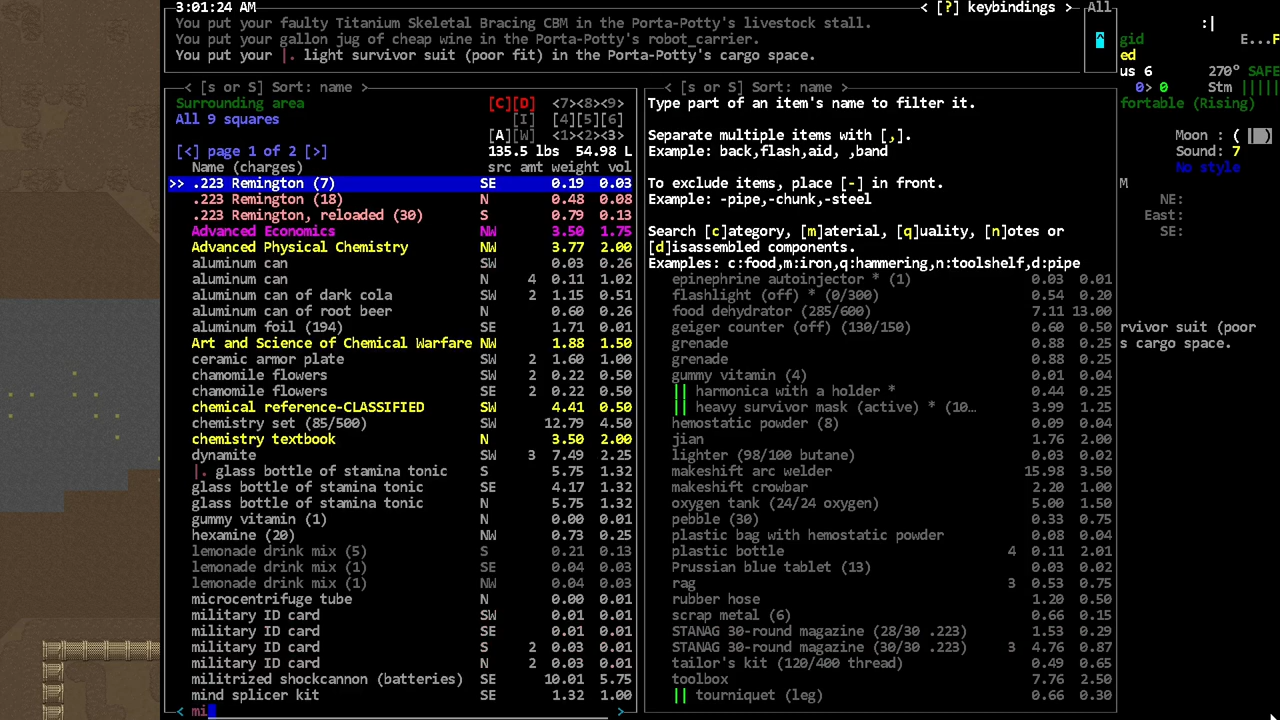 3:01:24 AM
< [?] keybindings > All
You put your faulty Titanium Skeletal Bracing CBM in the Porta-Potty's livestock stall.
You put your gallon jug of cheap wine in the Porta-Potty's robot_carrier.
You put your |. light survivor suit (poor fit) in the Porta-Potty's cargo space.
:|
gid E...F
ed
us 6 270° SAFE
0> 0 Stm |||||
fortable (Rising)
Moon : ( )
Sound: 7
No style
M NE:
East:
SE:
rvivor suit (poor
s cargo space.
< [s or S] Sort: name >
Surrounding area [C][D] <7><8><9>
All 9 squares [I] [4][5][6]
[A][W] <1><2><3>
[<] page 1 of 2 [>] 135.5 lbs 54.98 L
Name (charges) src amt weight vol
>> .223 Remington (7) SE 0.19 0.03
.223 Remington (18) N 0.48 0.08
.223 Remington, reloaded (30) S 0.79 0.13
Advanced Economics NW 3.50 1.75
Advanced Physical Chemistry NW 3.77 2.00
aluminum can SW 0.03 0.26
aluminum can N 4 0.11 1.02
aluminum can of dark cola SW 2 1.15 0.51
aluminum can of root beer N 0.60 0.26
aluminum foil (194) SE 1.71 0.01
Art and Science of Chemical Warfare NW 1.88 1.50
ceramic armor plate SW 2 1.60 1.00
chamomile flowers SW 2 0.22 0.50
chamomile flowers SE 2 0.22 0.50
chemical reference-CLASSIFIED SW 4.41 0.50
chemistry set (85/500) SW 12.79 4.50
chemistry textbook N 3.50 2.00
dynamite SW 3 7.49 2.25
|. glass bottle of stamina tonic S 5.75 1.32
glass bottle of stamina tonic SE 4.17 1.32
glass bottle of stamina tonic N 5.75 1.32
gummy vitamin (1) N 0.00 0.01
hexamine (20) NW 0.73 0.25
lemonade drink mix (5) S 0.21 0.13
lemonade drink mix (1) SE 0.04 0.03
lemonade drink mix (1) NW 0.04 0.03
microcentrifuge tube N 0.00 0.01
military ID card SW 0.01 0.01
military ID card SE 0.01 0.01
military ID card S 2 0.03 0.01
military ID card N 2 0.03 0.01
militrized shockcannon (batteries) SE 10.01 5.75
mind splicer kit SE 1.32 1.00
< mi >
< [s or S] Sort: name >
Type part of an item's name to filter it.
Separate multiple items with [,].
Example: back,flash,aid, ,band
To exclude items, place [-] in front.
Example: -pipe,-chunk,-steel
Search [c]ategory, [m]aterial, [q]uality, [n]otes or
[d]isassembled components.
Examples: c:food,m:iron,q:hammering,n:toolshelf,d:pipe
epinephrine autoinjector * (1) 0.03 0.01
flashlight (off) * (0/300) 0.54 0.20
food dehydrator (285/600) 7.11 13.00
geiger counter (off) (130/150) 0.60 0.50
grenade 0.88 0.25
grenade 0.88 0.25
gummy vitamin (4) 0.01 0.04
|| harmonica with a holder * 0.44 0.25
|| heavy survivor mask (active) * (10… 3.99 1.25
hemostatic powder (8) 0.09 0.04
jian 1.76 2.00
lighter (98/100 butane) 0.03 0.02
makeshift arc welder 15.98 3.50
makeshift crowbar 2.20 1.00
oxygen tank (24/24 oxygen) 5.00 1.50
pebble (30) 0.33 0.75
plastic bag with hemostatic powder 0.08 0.04
plastic bottle 4 0.11 2.01
Prussian blue tablet (13) 0.03 0.02
rag 3 0.53 0.75
rubber hose 1.20 0.50
scrap metal (6) 0.66 0.15
STANAG 30-round magazine (28/30 .223) 1.53 0.29
STANAG 30-round magazine (30/30 .223) 3 4.76 0.87
tailor's kit (120/400 thread) 0.49 0.65
toolbox 7.76 2.50
|| tourniquet (leg) 0.66 0.30